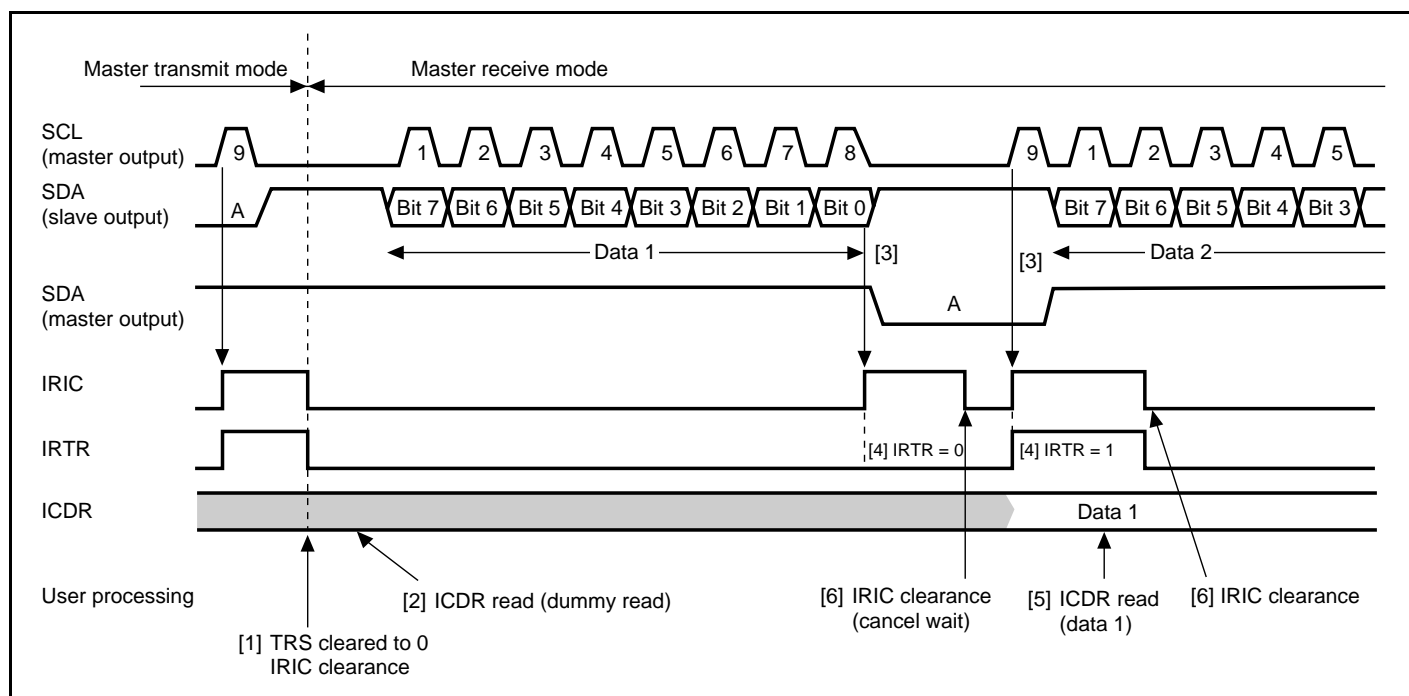 Master transmit mode Master receive mode
SCL
(master output)
9 1 2 3 4 5 6 7 8 9 1 2 3 4 5
SDA
(slave output)
A Bit 7 Bit 6 Bit 5 Bit 4 Bit 3 Bit 2 Bit 1 Bit 0 Bit 7 Bit 6 Bit 5 Bit 4 Bit 3
Data 1 [3] [3] Data 2
SDA
(master output)
A
IRIC
IRTR
[4] IRTR = 0 [4] IRTR = 1
ICDR
Data 1
User processing
[2] ICDR read (dummy read)
[6] IRIC clearance
(cancel wait)
[5] ICDR read
(data 1)
[6] IRIC clearance
[1] TRS cleared to 0
IRIC clearance